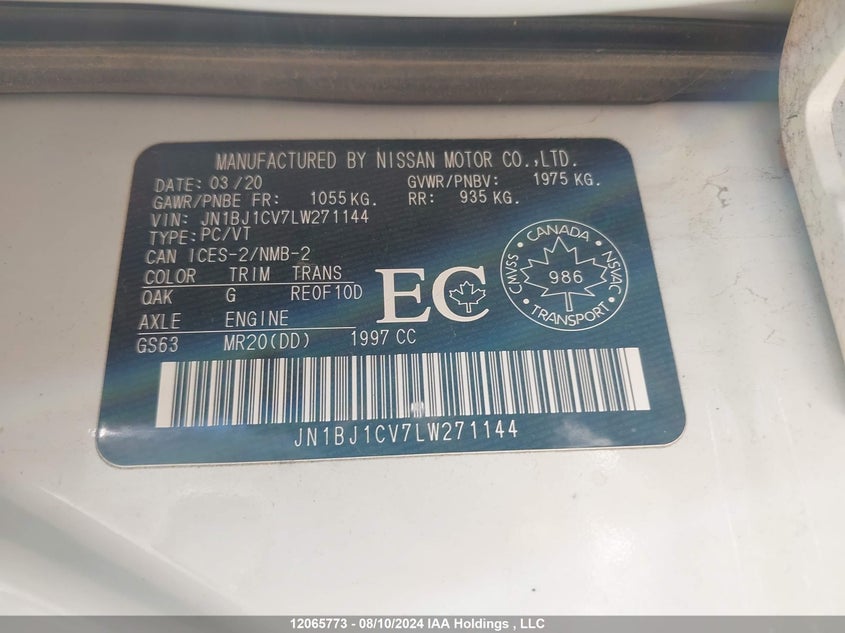 MANUFACTURED BY NISSAN MOTOR CO.,LTD.
DATE: 03/20 GVWR/PNBV: 1975 KG.
GAWR/PNBE FR: 1055 KG. RR: 935 KG.
VIN: JN1BJ1CV7LW271144
TYPE: PC/VT
CAN ICES-2/NMB-2
COLOR TRIM TRANS
QAK G RE0F10D
AXLE ENGINE
GS63 MR20(DD) 1997 CC
EC
CANADA
CMVSS 986 NSVAC
TRANSPORT
JN1BJ1CV7LW271144
12065773 - 08/10/2024 IAA Holdings , LLC